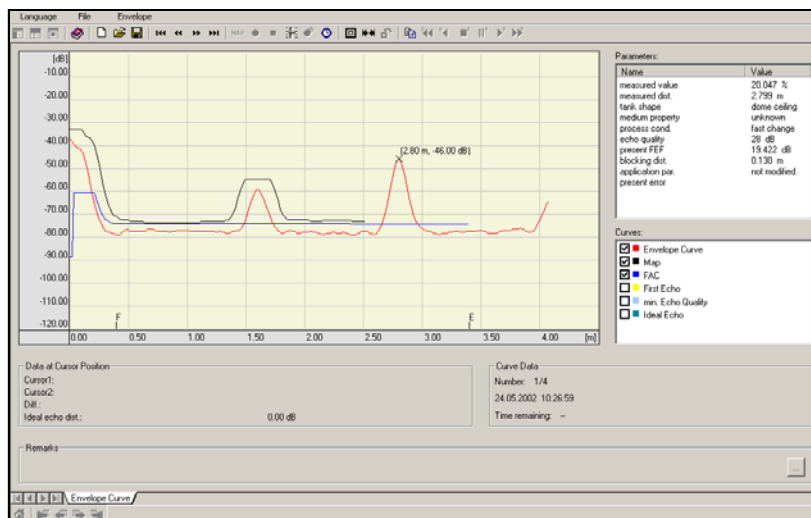 Language File Envelope
[dB]
-10.00
-20.00
-30.00
-40.00
-50.00
-60.00
-70.00
-80.00
-90.00
-100.00
-110.00
-120.00
(2.80 m, -46.00 dB)
F E
0.00 0.50 1.00 1.50 2.00 2.50 3.00 3.50 4.00 [m]
Parameters:
Name Value
measured value 20.047 %
measured dist. 2.799 m
tank shape dome ceiling
medium property unknown
process cond. fast change
echo quality 28 dB
present FEF 19.422 dB
blocking dist. 0.130 m
application par. not modified
present error
Curves:
Envelope Curve
Map
FAC
First Echo
min. Echo Quality
Ideal Echo
Data at Cursor Position
Cursor1:
Cursor2:
Diff.:
Ideal echo dist.: 0.00 dB
Curve Data
Number: 1/4
24.05.2002 10:26:59
Time remaining: –
Remarks
...
Envelope Curve